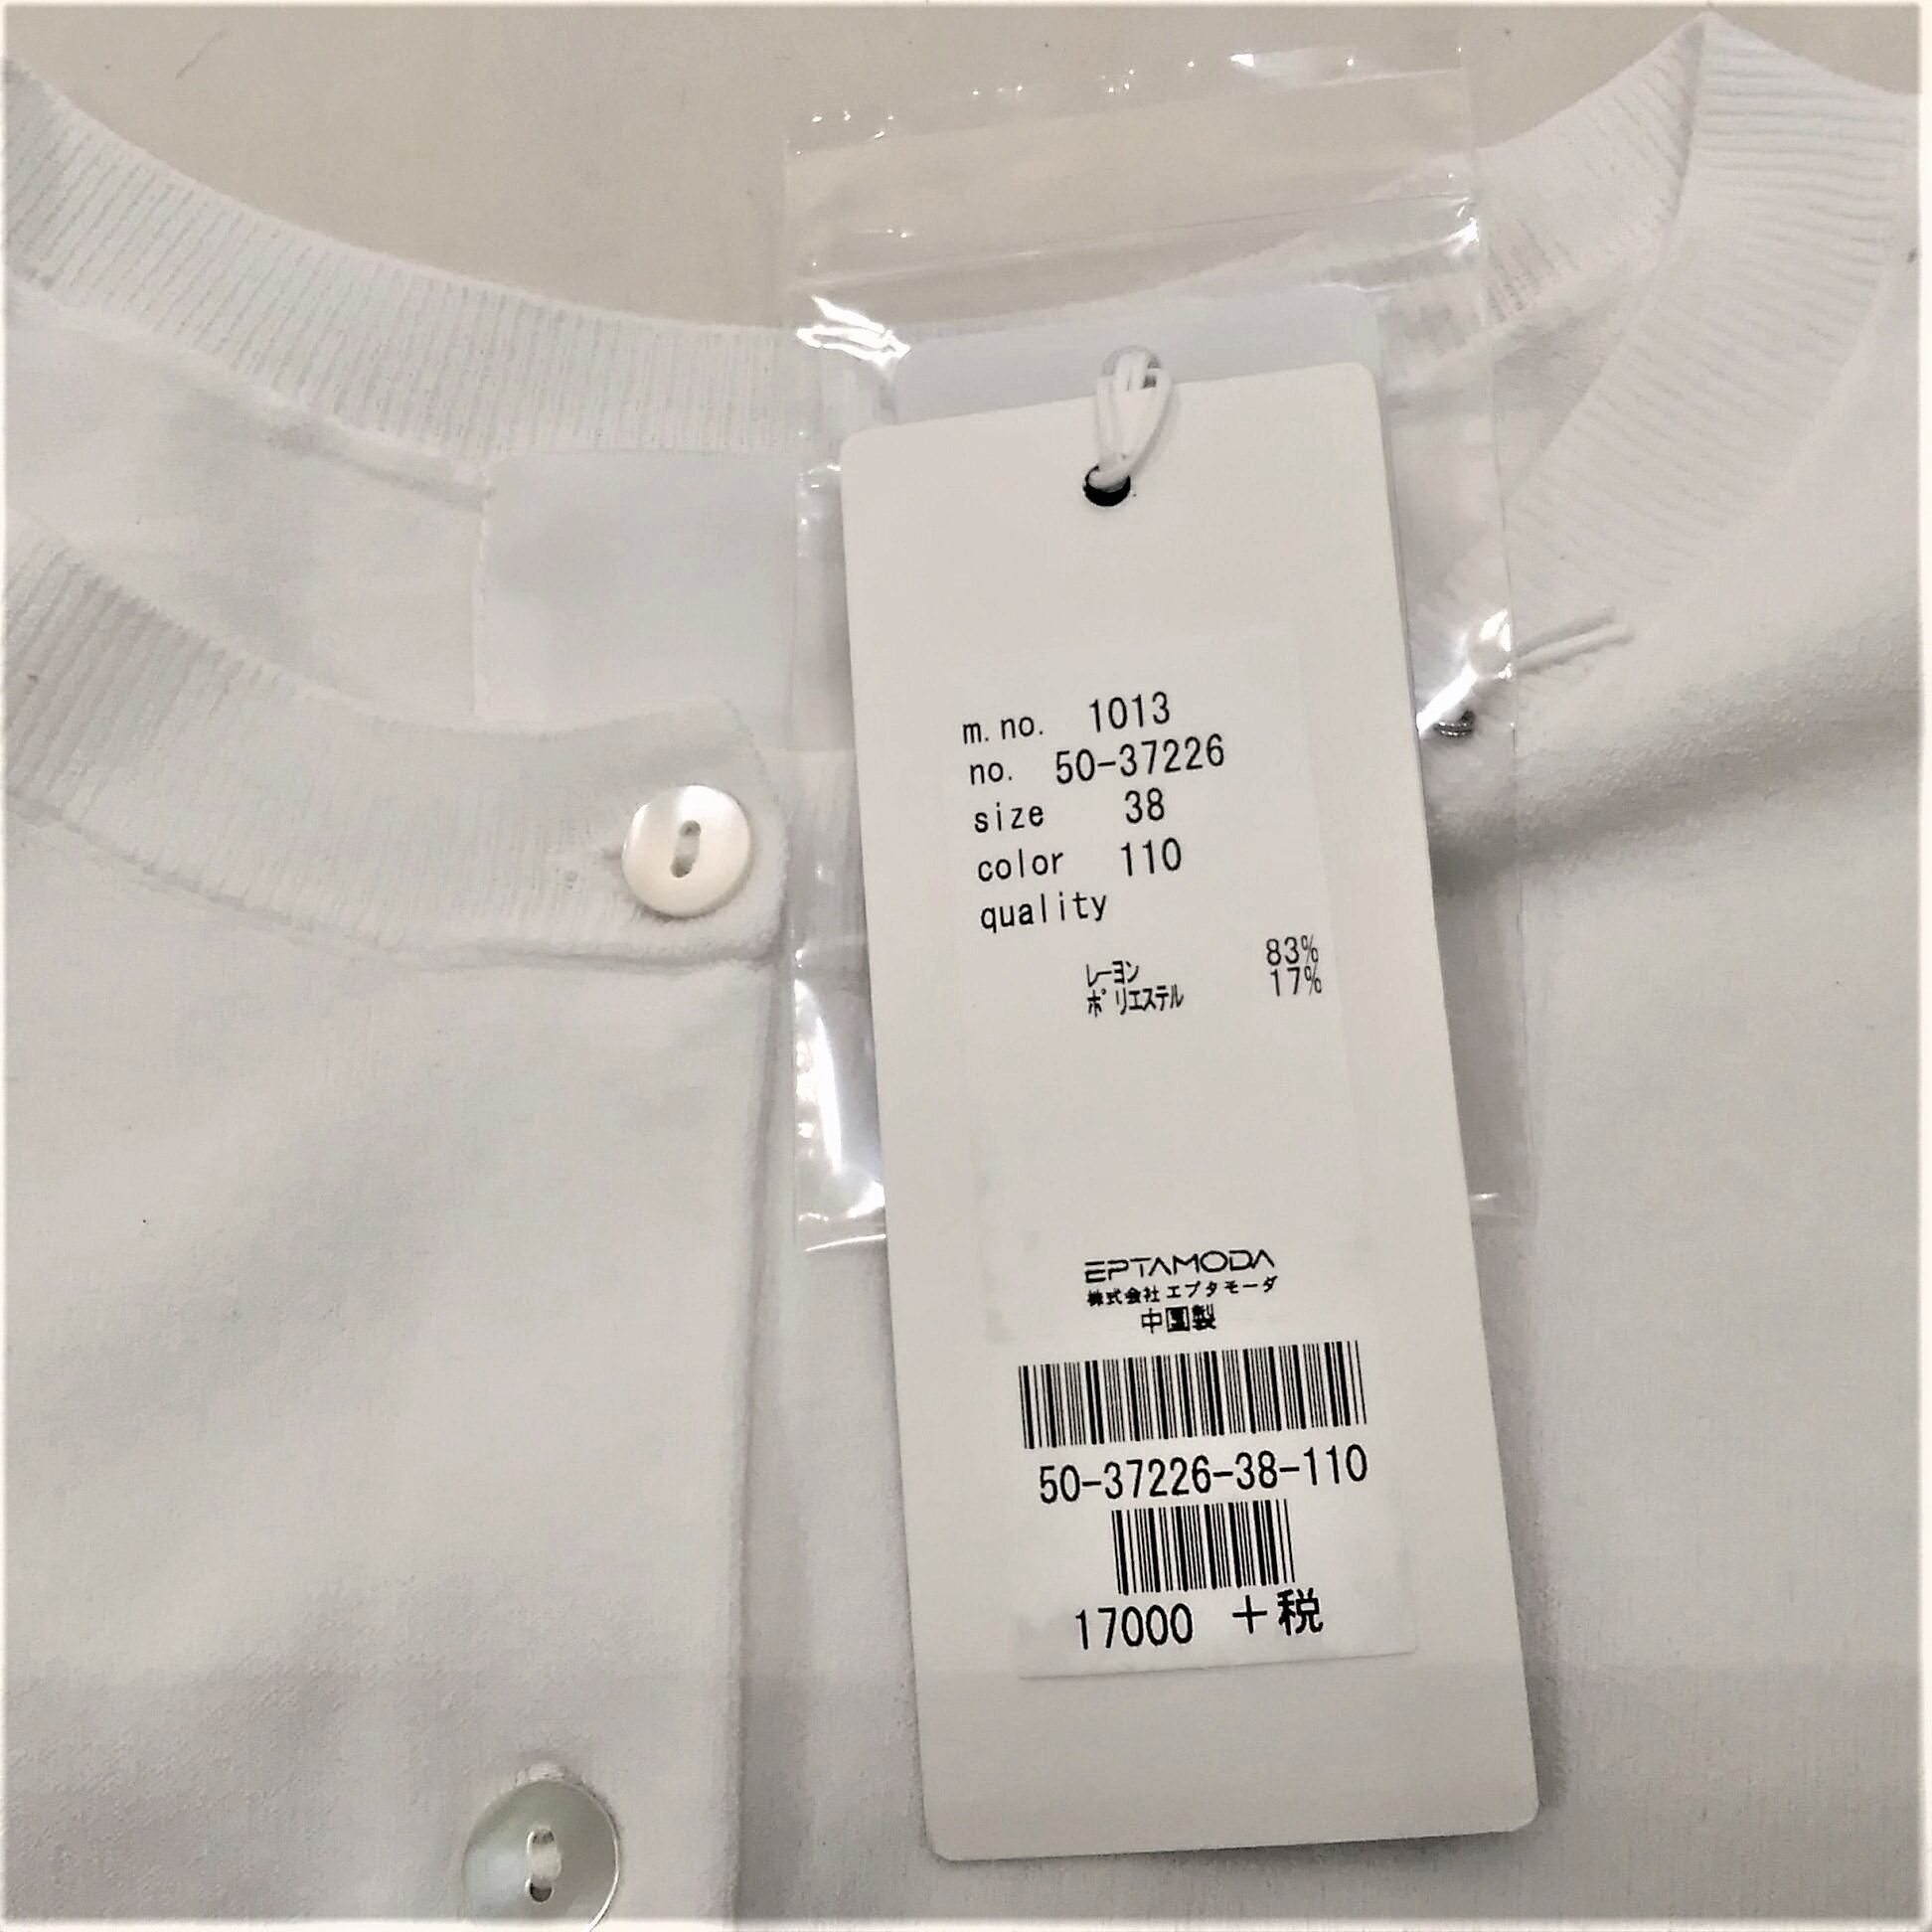 m. no. 1013
no. 50-37226
size 38
color 110
quality
レーヨン 83%
ポリエステル 17%
EPTAMODA
株式会社エプタモーダ
中国製
50-37226-38-110
17000 +税